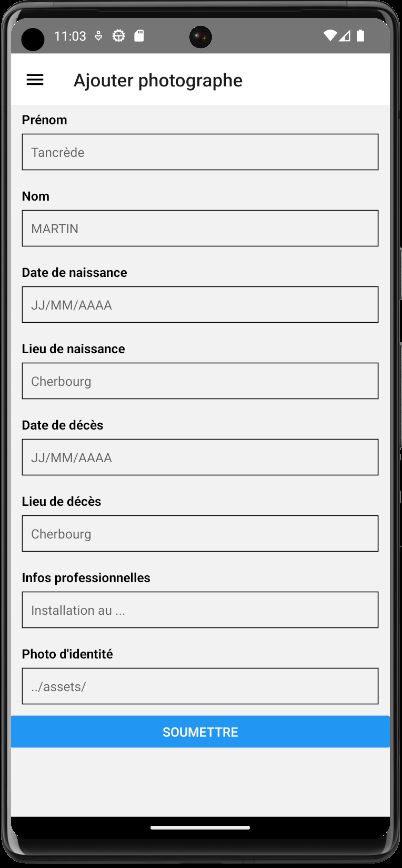 11:03
Ajouter photographe
Prénom
Tancrède
Nom
MARTIN
Date de naissance
JJ/MM/AAAA
Lieu de naissance
Cherbourg
Date de décès
JJ/MM/AAAA
Lieu de décès
Cherbourg
Infos professionnelles
Installation au ...
Photo d'identité
../assets/
SOUMETTRE